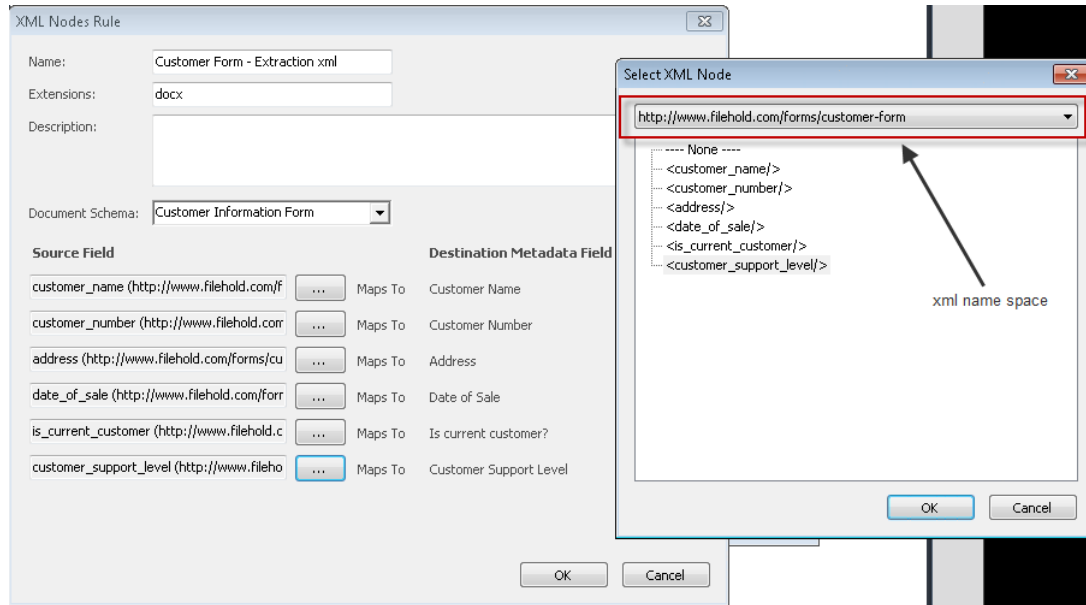 XML Nodes Rule
Name:
Customer Form - Extraction xml
Extensions:
docx
Description:
Document Schema:
Customer Information Form
Source Field
Destination Metadata Field
customer_name (http://www.filehold.com/f
...
Maps To
Customer Name
customer_number (http://www.filehold.com
...
Maps To
Customer Number
address (http://www.filehold.com/forms/cu
...
Maps To
Address
date_of_sale (http://www.filehold.com/forr
...
Maps To
Date of Sale
is_current_customer (http://www.filehold.c
...
Maps To
Is current customer?
customer_support_level (http://www.fileho
...
Maps To
Customer Support Level
OK
Cancel
Select XML Node
http://www.filehold.com/forms/customer-form
---- None ----
<customer_name/>
<customer_number/>
<address/>
<date_of_sale/>
<is_current_customer/>
<customer_support_level/>
xml name space
OK
Cancel